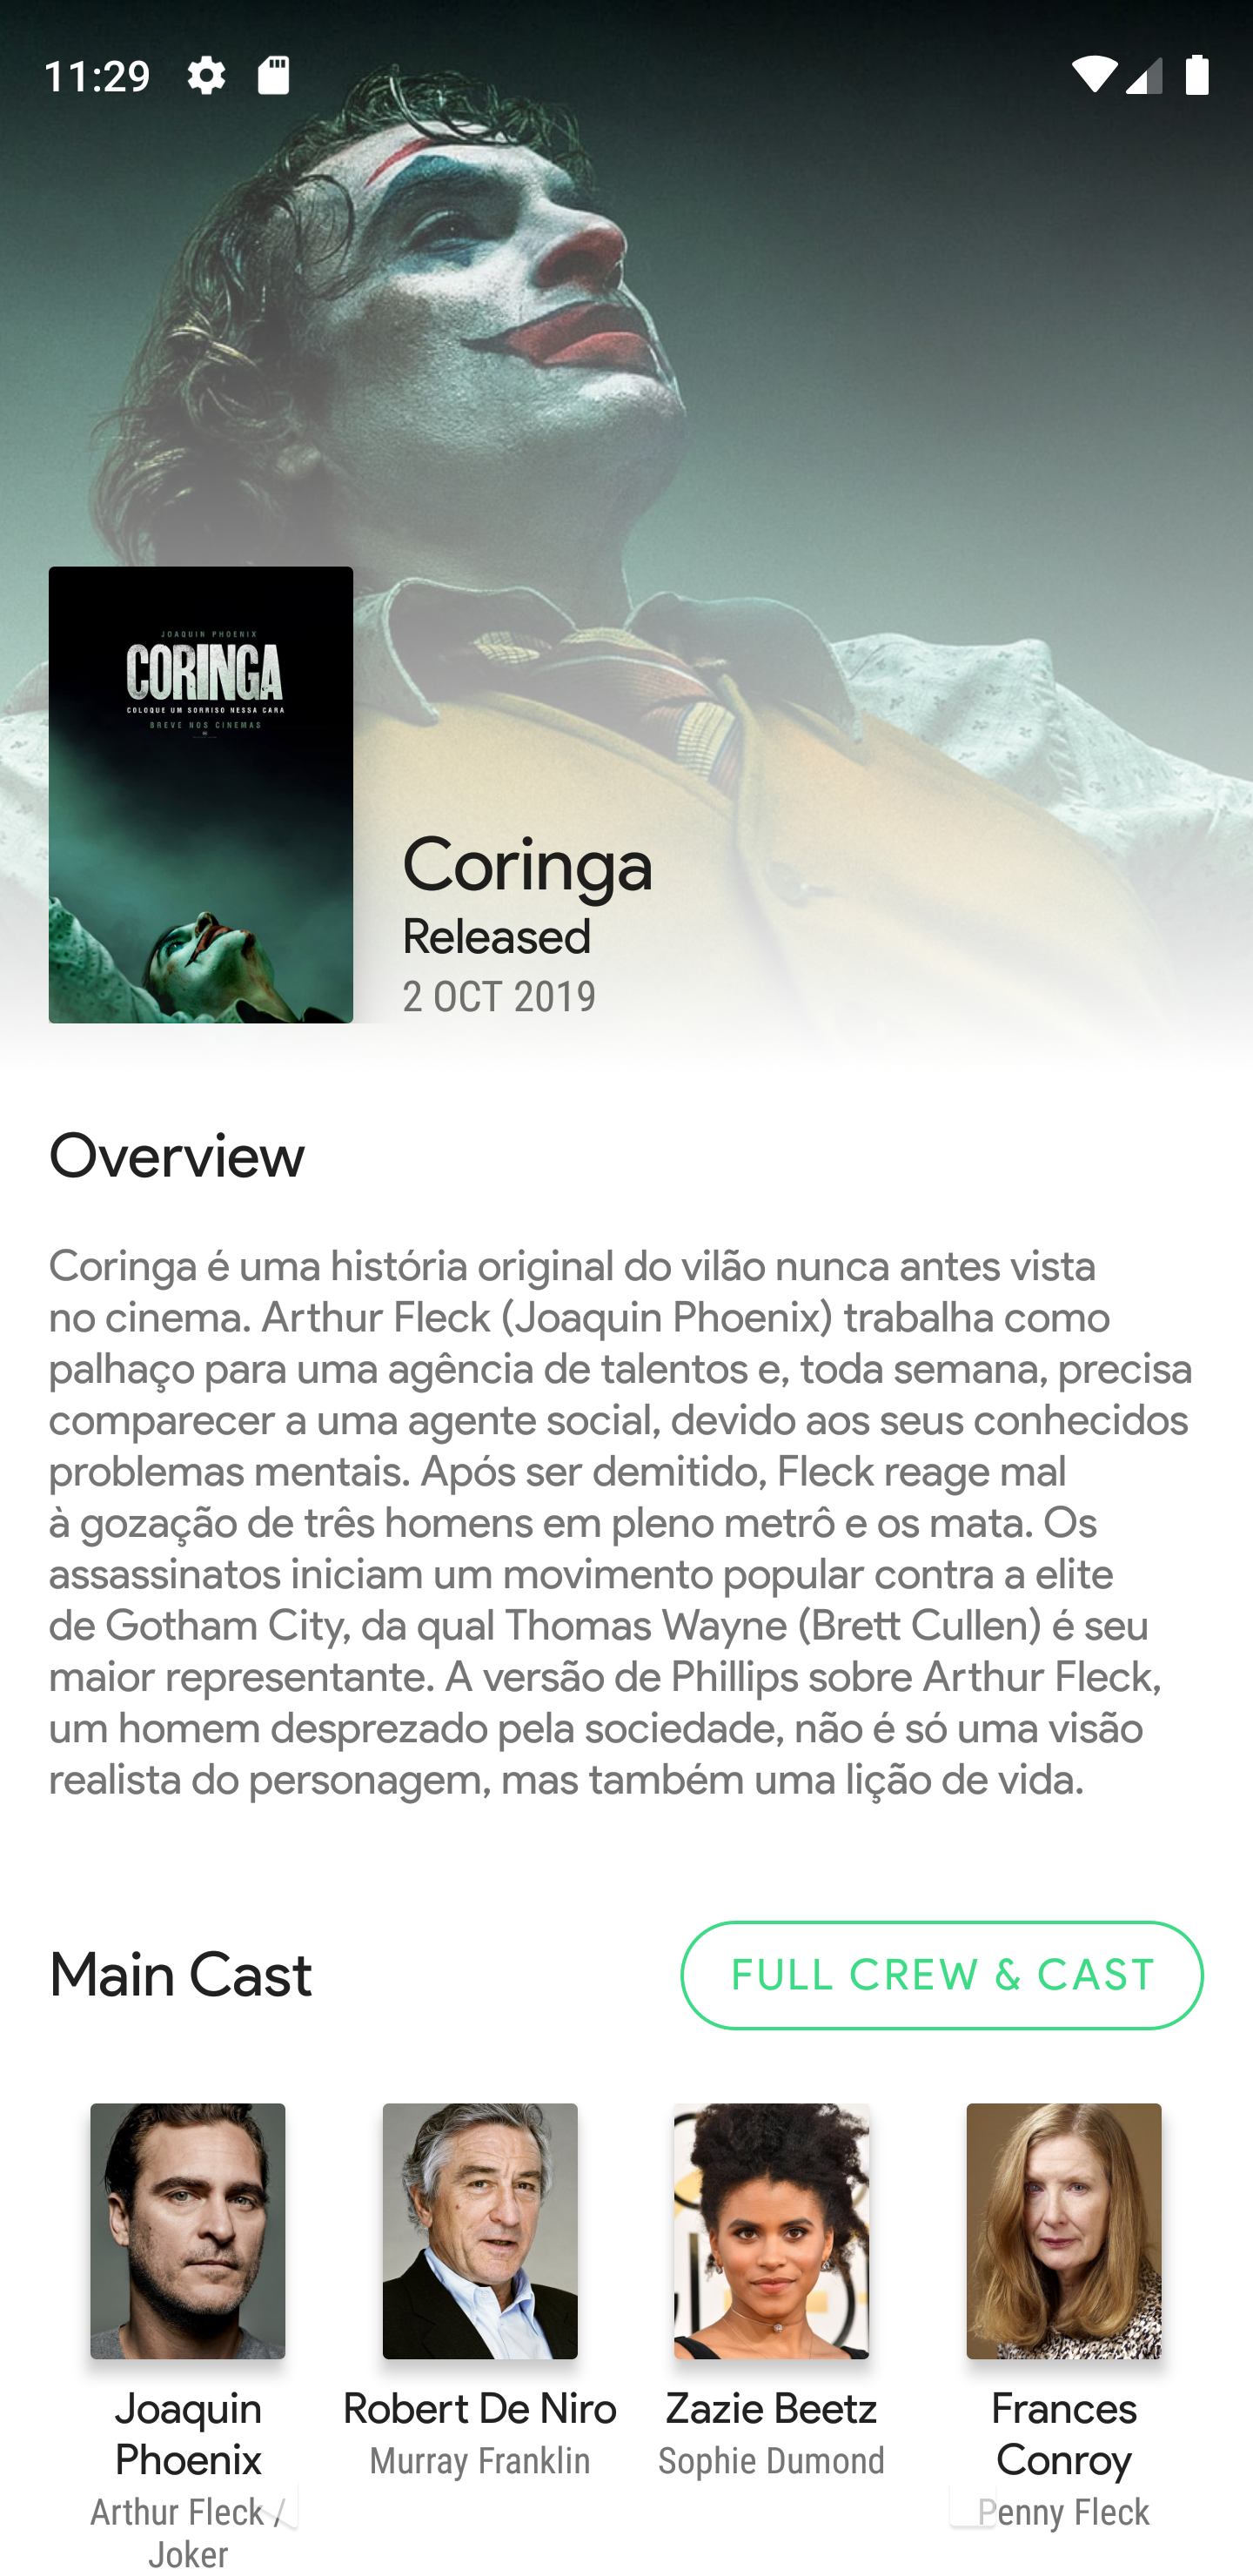 11:29
JOAQUIN PHOENIX
CORINGA
COLOQUE UM SORRISO NESSA CARA
BREVE NOS CINEMAS
Coringa
Released
2 OCT 2019
Overview
Coringa é uma história original do vilão nunca antes vista
no cinema. Arthur Fleck (Joaquin Phoenix) trabalha como
palhaço para uma agência de talentos e, toda semana, precisa
comparecer a uma agente social, devido aos seus conhecidos
problemas mentais. Após ser demitido, Fleck reage mal
à gozação de três homens em pleno metrô e os mata. Os
assassinatos iniciam um movimento popular contra a elite
de Gotham City, da qual Thomas Wayne (Brett Cullen) é seu
maior representante. A versão de Phillips sobre Arthur Fleck,
um homem desprezado pela sociedade, não é só uma visão
realista do personagem, mas também uma lição de vida.
Main Cast
FULL CREW & CAST
Joaquin
Phoenix
Arthur Fleck /
Joker
Robert De Niro
Murray Franklin
Zazie Beetz
Sophie Dumond
Frances
Conroy
Penny Fleck